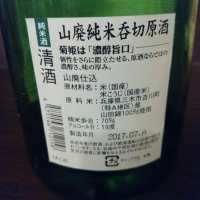 純米酒
清酒
山廃純米呑切原酒
菊姫は「濃醇旨口」
個性をさらに際立たせる、原酒ならではの
濃醇さ、味の厚み。
山廃仕込
原材料名：米（国産）
米こうじ（国産米）
原料米：兵庫県三木市吉川町
（特A地区）産
山田錦100％使用
精米歩合：70％
アルコール分：19度
製造年月 2017.07.